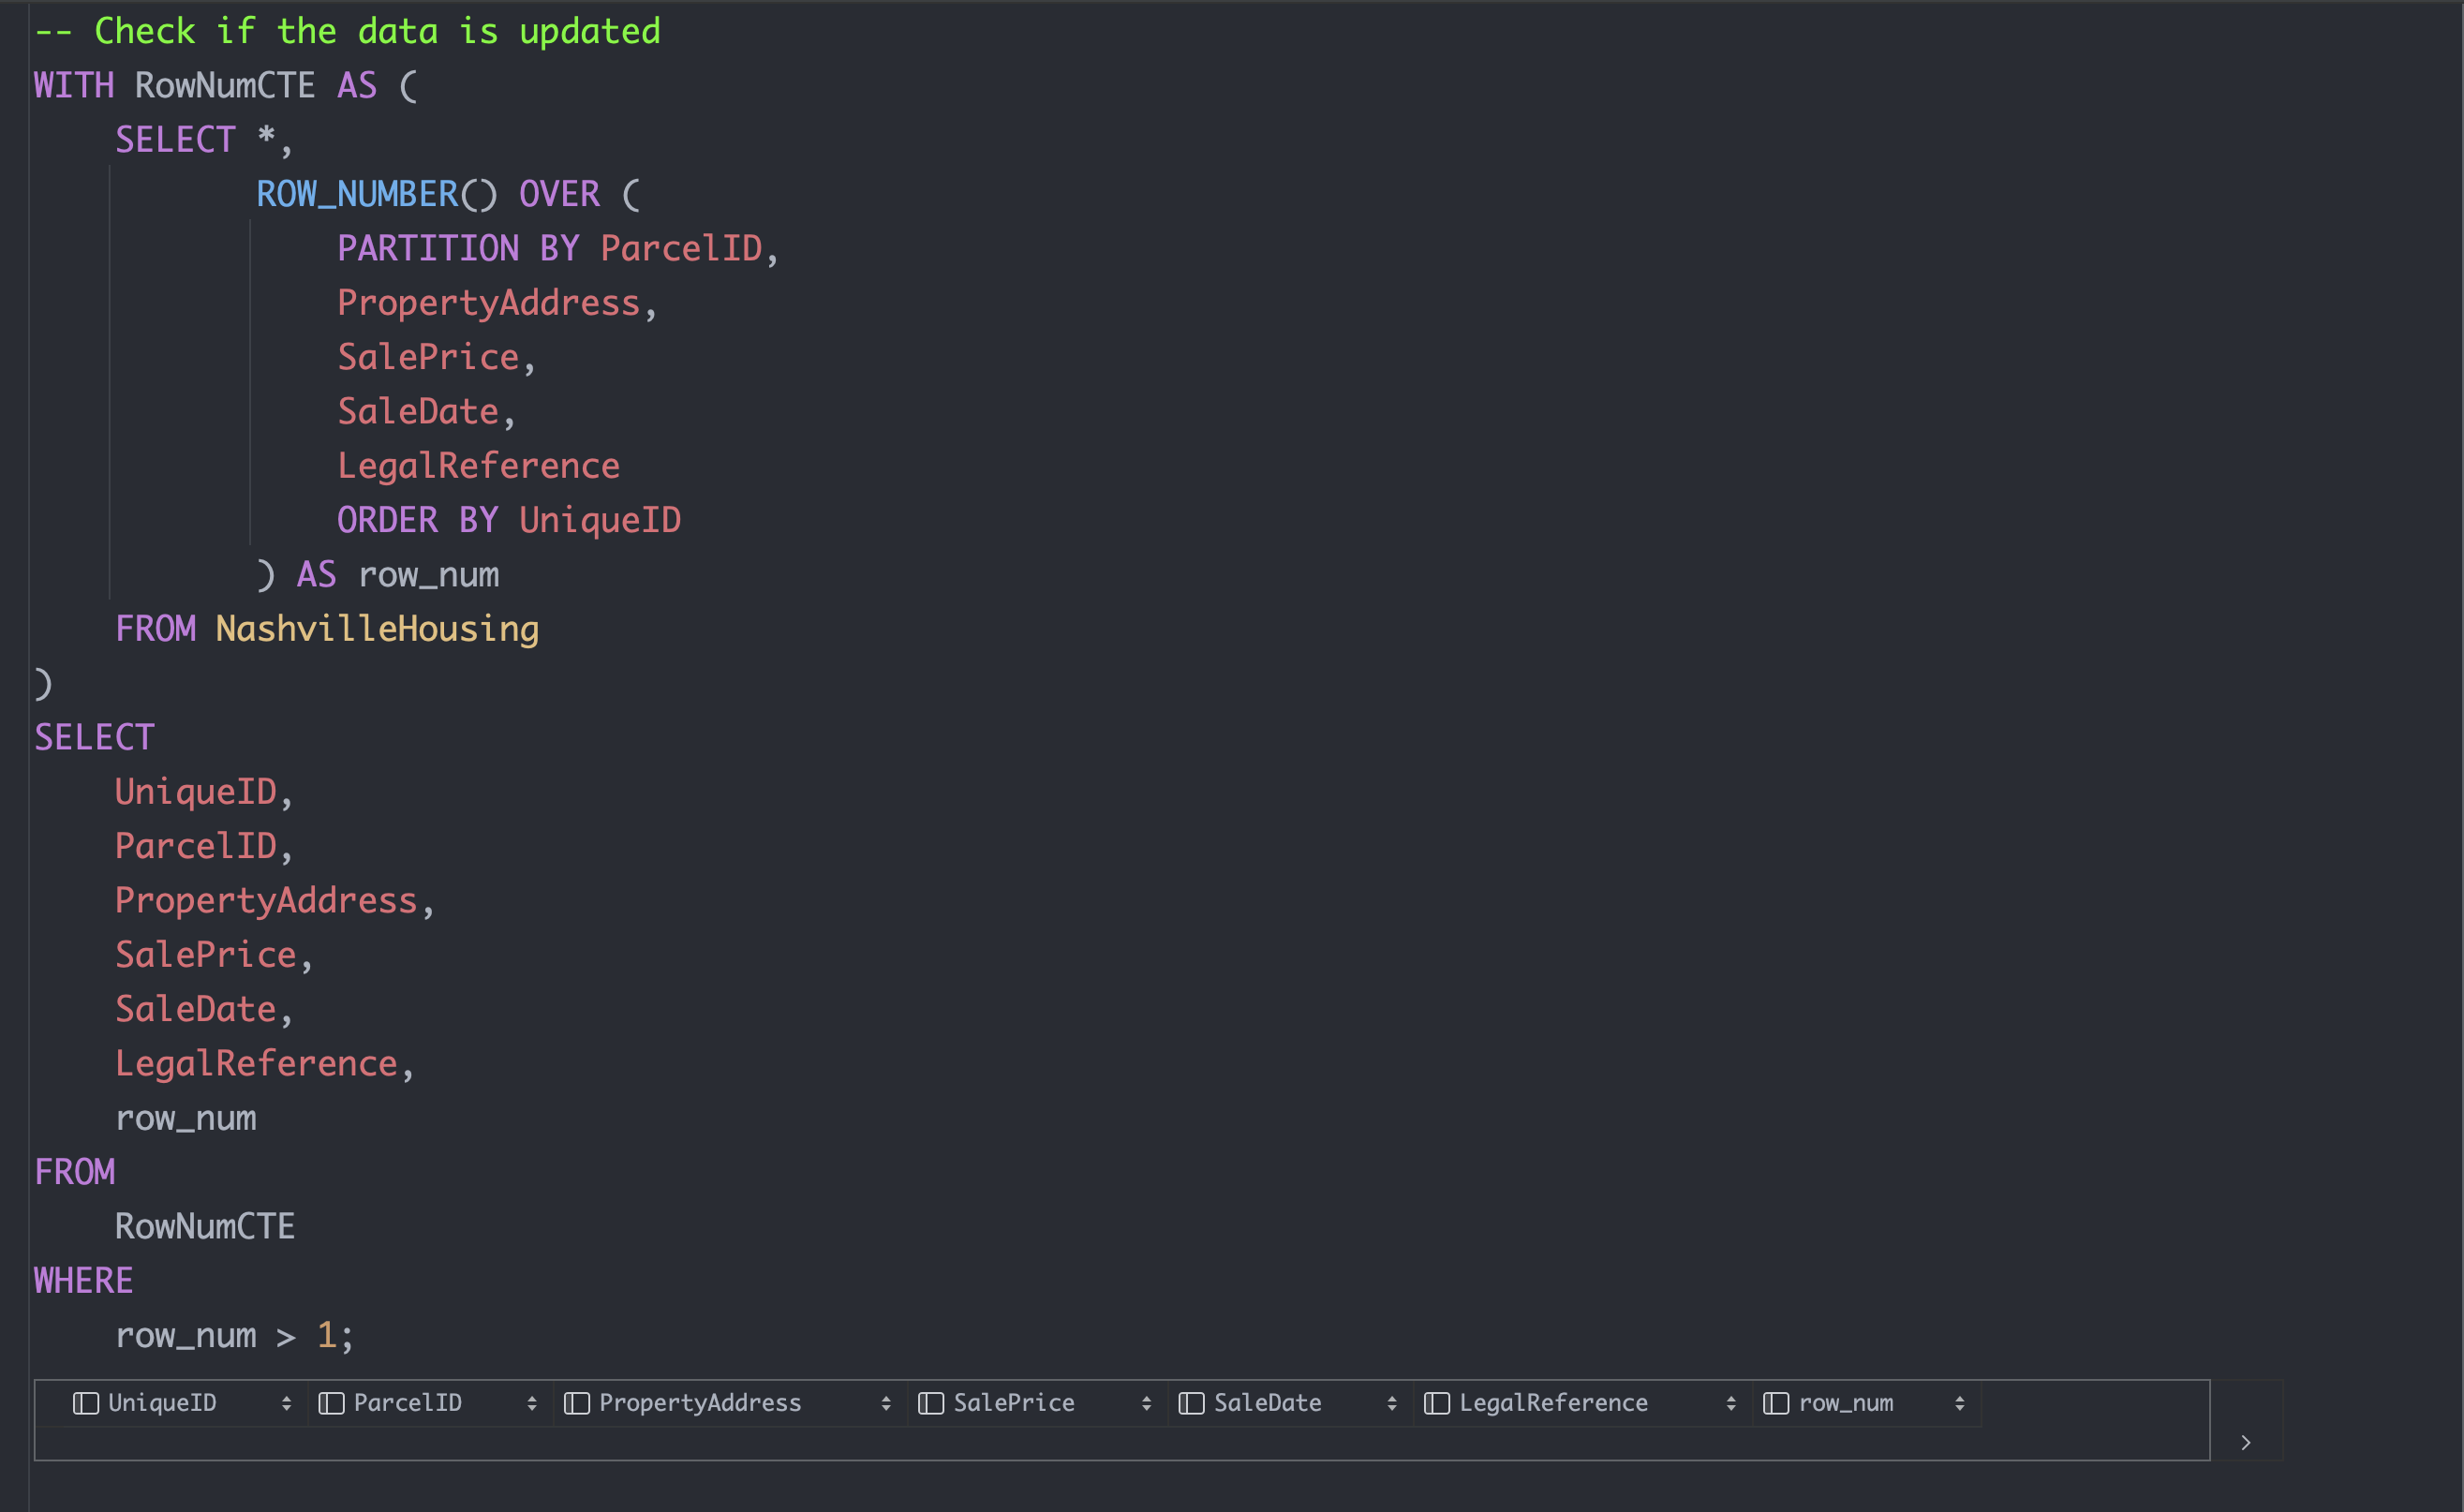 -- Check if the data is updated
WITH RowNumCTE AS (
SELECT *,
ROW_NUMBER() OVER (
PARTITION BY ParcelID,
PropertyAddress,
SalePrice,
SaleDate,
LegalReference
ORDER BY UniqueID
) AS row_num
FROM NashvilleHousing
)
SELECT
UniqueID,
ParcelID,
PropertyAddress,
SalePrice,
SaleDate,
LegalReference,
row_num
FROM
RowNumCTE
WHERE
row_num > 1;
UniqueID ParcelID PropertyAddress SalePrice SaleDate LegalReference row_num